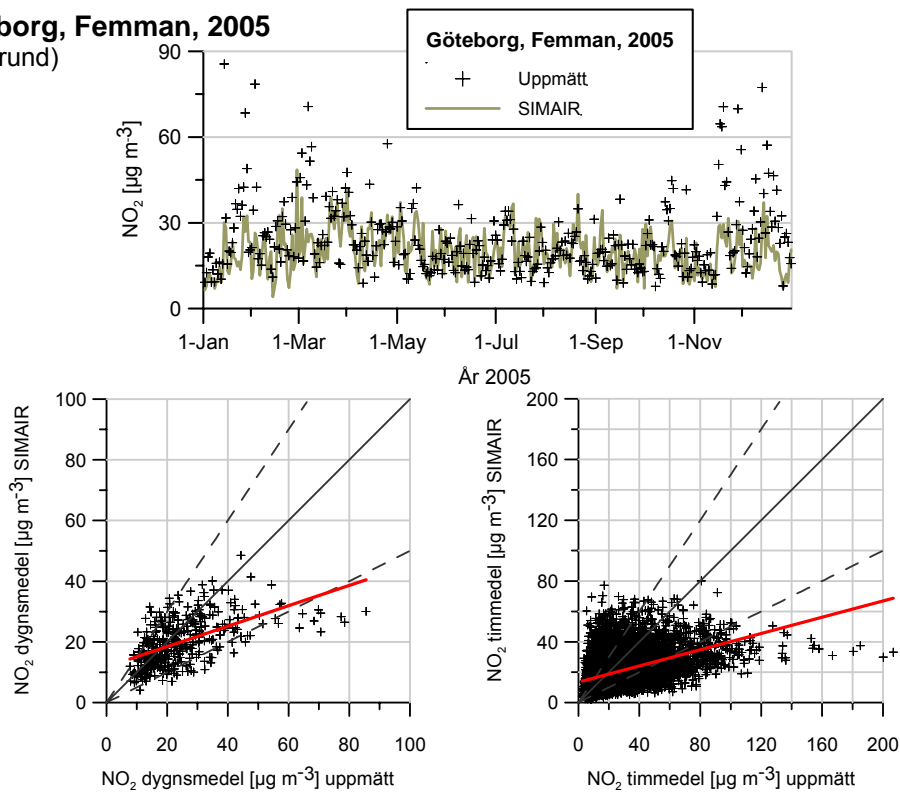 borg, Femman, 2005
rund)
Göteborg, Femman, 2005
Uppmätt
SIMAIR
NO2 [µg m-3]
90
60
30
0
1-Jan 1-Mar 1-May 1-Jul 1-Sep 1-Nov
År 2005
NO2 dygnsmedel [µg m-3] SIMAIR
100
80
60
40
20
0
0 20 40 60 80 100
NO2 dygnsmedel [µg m-3] uppmätt
NO2 timmedel [µg m-3] SIMAIR
200
160
120
80
40
0
0 40 80 120 160 200
NO2 timmedel [µg m-3] uppmätt